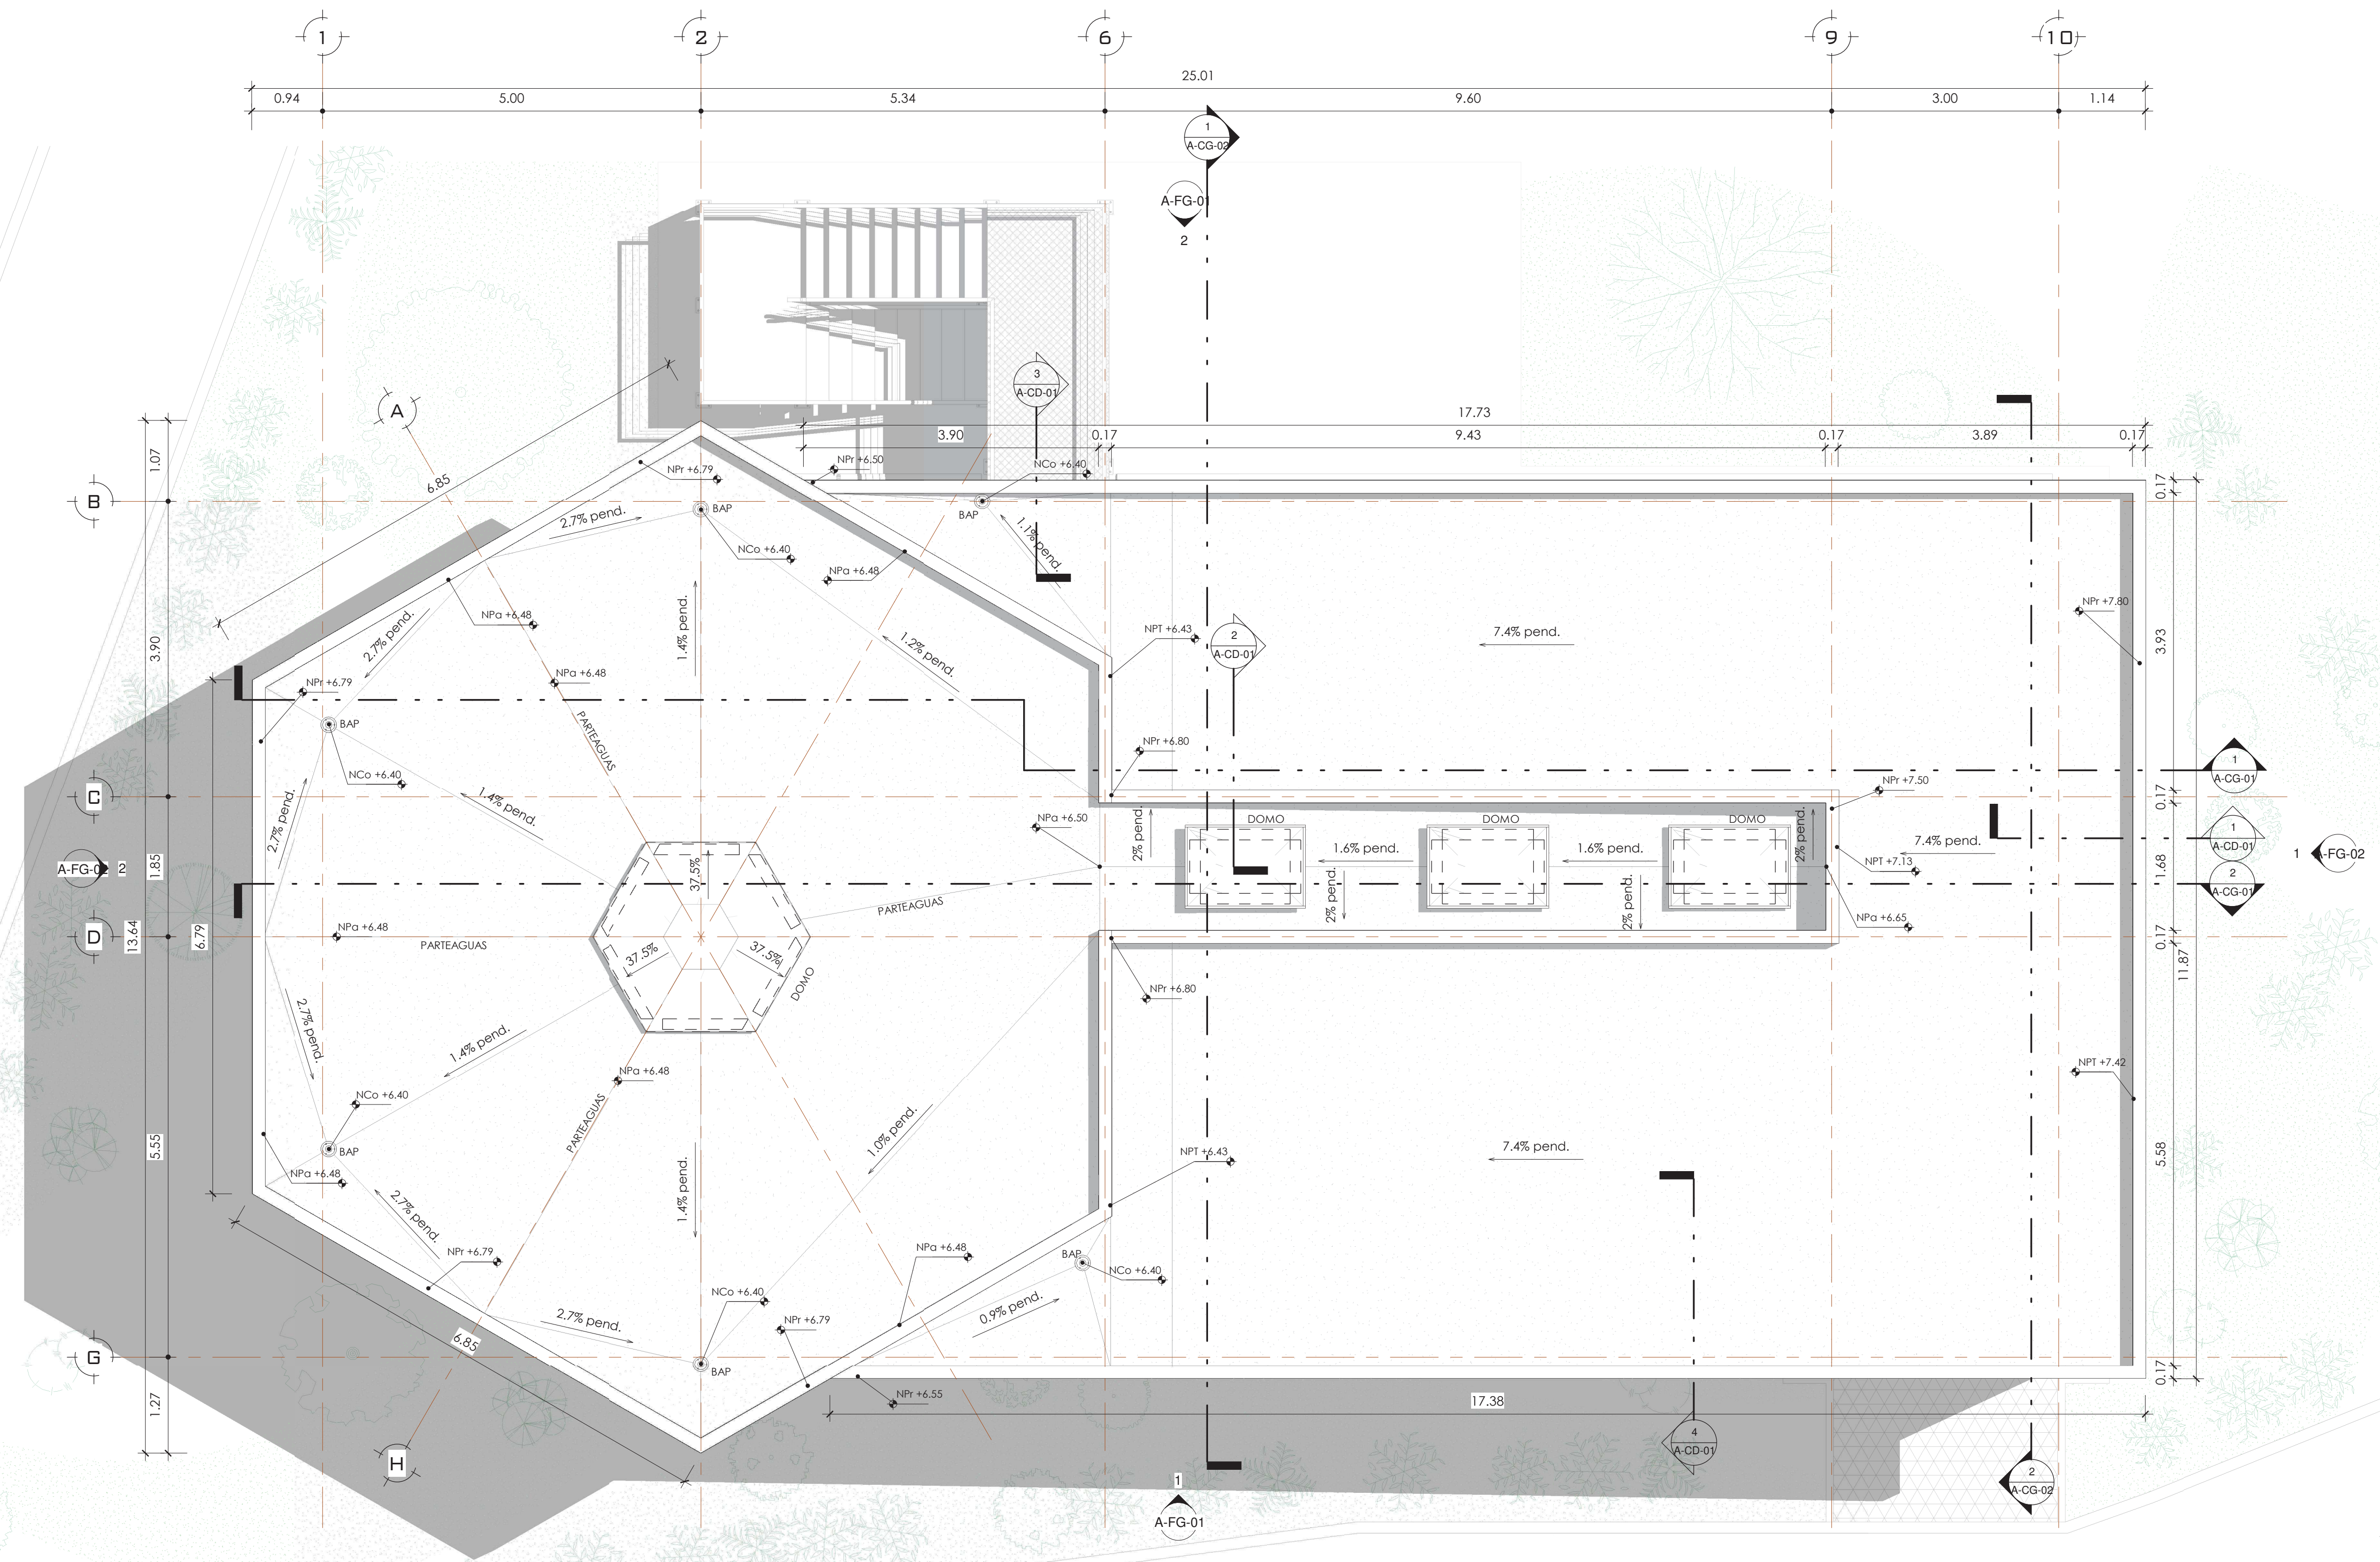 1
2
6
9
10
25.01
0.94
5.00
5.34
9.60
3.00
1.14
1
A-CG-02
A-FG-01
2
3
A-CD-01
A
6.85
17.73
3.90
0.17
9.43
0.17
3.89
0.17
1.07
B
NPr +6.79
NPr +6.50
NCo +6.40
BAP
BAP
2.7% pend.
NCo +6.40
1.1% pend.
NPa +6.48
0.17
NPa +6.48
2.7% pend.
1.4% pend.
1.2% pend.
NPT +6.43
2
A-CD-01
7.4% pend.
NPr +7.80
3.93
3.90
NPa +6.48
NPr +6.79
BAP
PARTEAGUAS
NCo +6.40
NPr +6.80
NPr +7.50
1
A-CG-01
C
2.7% pend.
1.4% pend.
NPa +6.50
2% pend.
DOMO
DOMO
DOMO
2% pend.
7.4% pend.
0.17
1
A-CD-01
1.6% pend.
1.6% pend.
NPT +7.13
1
A-FG-02
A-FG-02
2
1.85
37.5%
1.68
2
A-CG-01
2% pend.
2% pend.
PARTEAGUAS
NPa +6.65
D
13.64
6.79
NPa +6.48
PARTEAGUAS
37.5%
37.5%
DOMO
0.17
11.87
NPr +6.80
2.7% pend.
1.4% pend.
NPa +6.48
NPT +7.42
NCo +6.40
PARTEAGUAS
1.0% pend.
5.55
BAP
NPa +6.48
1.4% pend.
NPT +6.43
7.4% pend.
5.58
2.7% pend.
NPr +6.79
NPa +6.48
BAP
NCo +6.40
NCo +6.40
2.7% pend.
NPr +6.79
0.9% pend.
6.85
G
BAP
0.17
1.27
NPr +6.55
17.38
H
4
A-CD-01
1
A-FG-01
2
A-CG-02